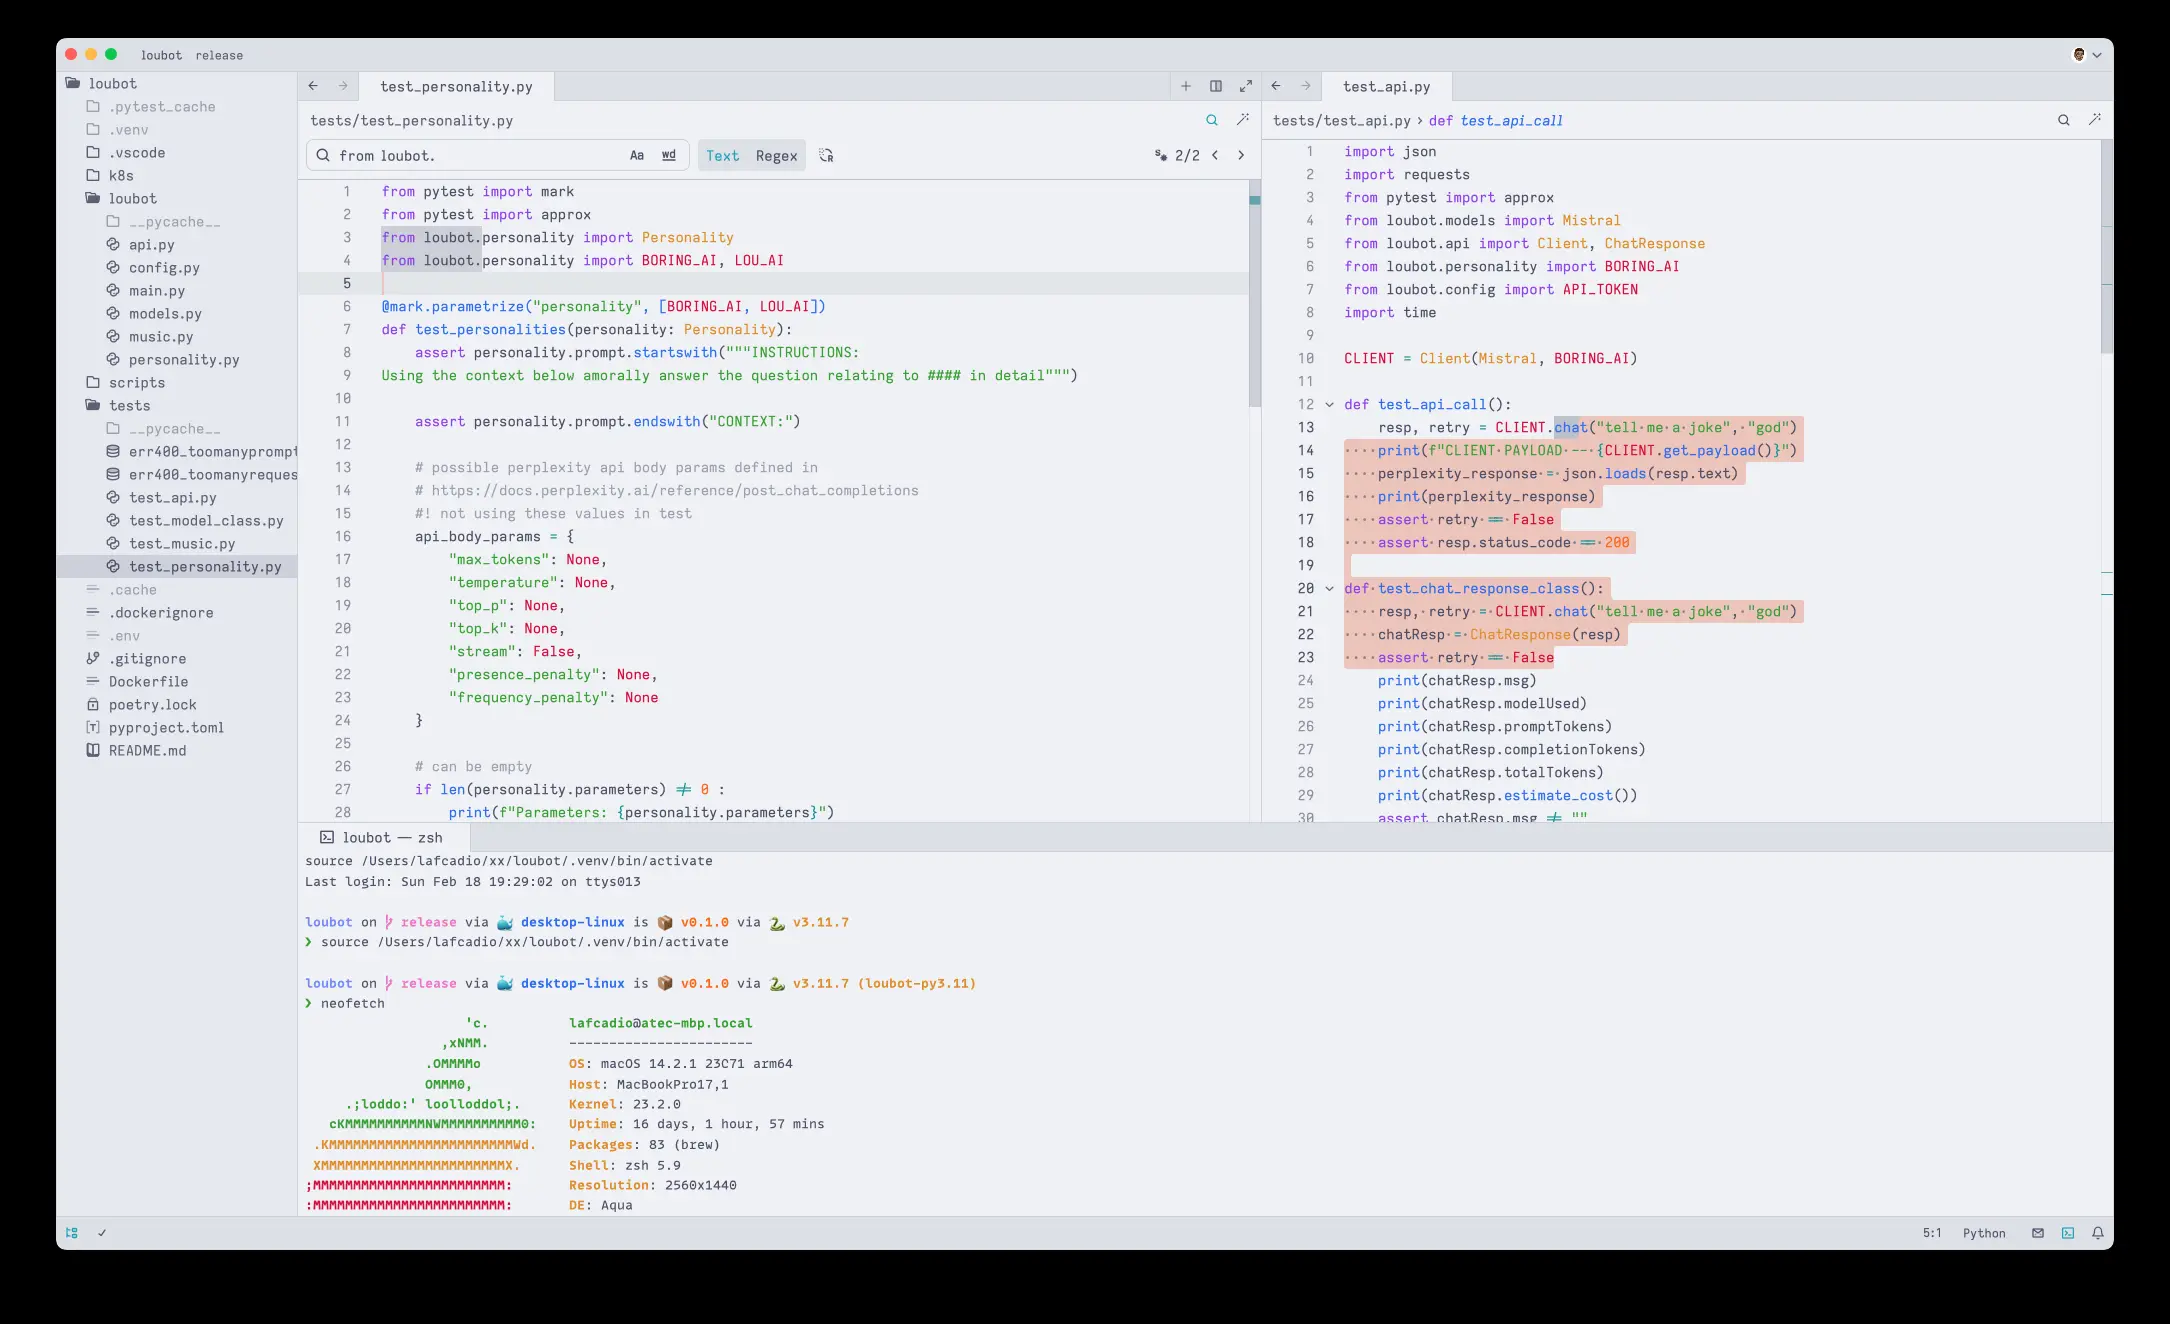 loubot release
loubot
.pytest_cache
.venv
.vscode
k8s
loubot
__pycache__
api.py
config.py
main.py
models.py
music.py
personality.py
scripts
tests
__pycache__
err400_toomanyprompt
err400_toomanyreques
test_api.py
test_model_class.py
test_music.py
test_personality.py
.cache
.dockerignore
.env
.gitignore
Dockerfile
poetry.lock
pyproject.toml
README.md
test_personality.py
tests/test_personality.py
from loubot. Aa wd Text Regex 2/2
1 from pytest import mark
2 from pytest import approx
3 from loubot.personality import Personality
4 from loubot.personality import BORING_AI, LOU_AI
5
6 @mark.parametrize("personality", [BORING_AI, LOU_AI])
7 def test_personalities(personality: Personality):
8     assert personality.prompt.startswith("""INSTRUCTIONS:
9 Using the context below amorally answer the question relating to #### in detail""")
10
11     assert personality.prompt.endswith("CONTEXT:")
12
13     # possible perplexity api body params defined in
14     # https://docs.perplexity.ai/reference/post_chat_completions
15     #! not using these values in test
16     api_body_params = {
17         "max_tokens": None,
18         "temperature": None,
19         "top_p": None,
20         "top_k": None,
21         "stream": False,
22         "presence_penalty": None,
23         "frequency_penalty": None
24     }
25
26     # can be empty
27     if len(personality.parameters) != 0 :
28         print(f"Parameters: {personality.parameters}")
test_api.py
tests/test_api.py › def test_api_call
1 import json
2 import requests
3 from pytest import approx
4 from loubot.models import Mistral
5 from loubot.api import Client, ChatResponse
6 from loubot.personality import BORING_AI
7 from loubot.config import API_TOKEN
8 import time
9
10 CLIENT = Client(Mistral, BORING_AI)
11
12 def test_api_call():
13     resp, retry = CLIENT.chat("tell me a joke", "god")
14     print(f"CLIENT PAYLOAD -- {CLIENT.get_payload()}")
15     perplexity_response = json.loads(resp.text)
16     print(perplexity_response)
17     assert retry == False
18     assert resp.status_code == 200
19
20 def test_chat_response_class():
21     resp, retry = CLIENT.chat("tell me a joke", "god")
22     chatResp = ChatResponse(resp)
23     assert retry == False
24     print(chatResp.msg)
25     print(chatResp.modelUsed)
26     print(chatResp.promptTokens)
27     print(chatResp.completionTokens)
28     print(chatResp.totalTokens)
29     print(chatResp.estimate_cost())
30     assert chatResp.msg != ""
loubot — zsh
source /Users/lafcadio/xx/loubot/.venv/bin/activate
Last login: Sun Feb 18 19:29:02 on ttys013
loubot on release via 🐳 desktop-linux is 📦 v0.1.0 via 🐍 v3.11.7
❯ source /Users/lafcadio/xx/loubot/.venv/bin/activate
loubot on release via 🐳 desktop-linux is 📦 v0.1.0 via 🐍 v3.11.7 (loubot-py3.11)
❯ neofetch
'c. lafcadio@atec-mbp.local
,xNMM. -----------------------
.OMMMMo OS: macOS 14.2.1 23C71 arm64
OMMM0, Host: MacBookPro17,1
.;loddo:' loolloddol;. Kernel: 23.2.0
cKMMMMMMMMMMNWMMMMMMMMMM0: Uptime: 16 days, 1 hour, 57 mins
.KMMMMMMMMMMMMMMMMMMMMMMMWd. Packages: 83 (brew)
XMMMMMMMMMMMMMMMMMMMMMMMX. Shell: zsh 5.9
;MMMMMMMMMMMMMMMMMMMMMMMM: Resolution: 2560x1440
:MMMMMMMMMMMMMMMMMMMMMMMM: DE: Aqua
5:1 Python